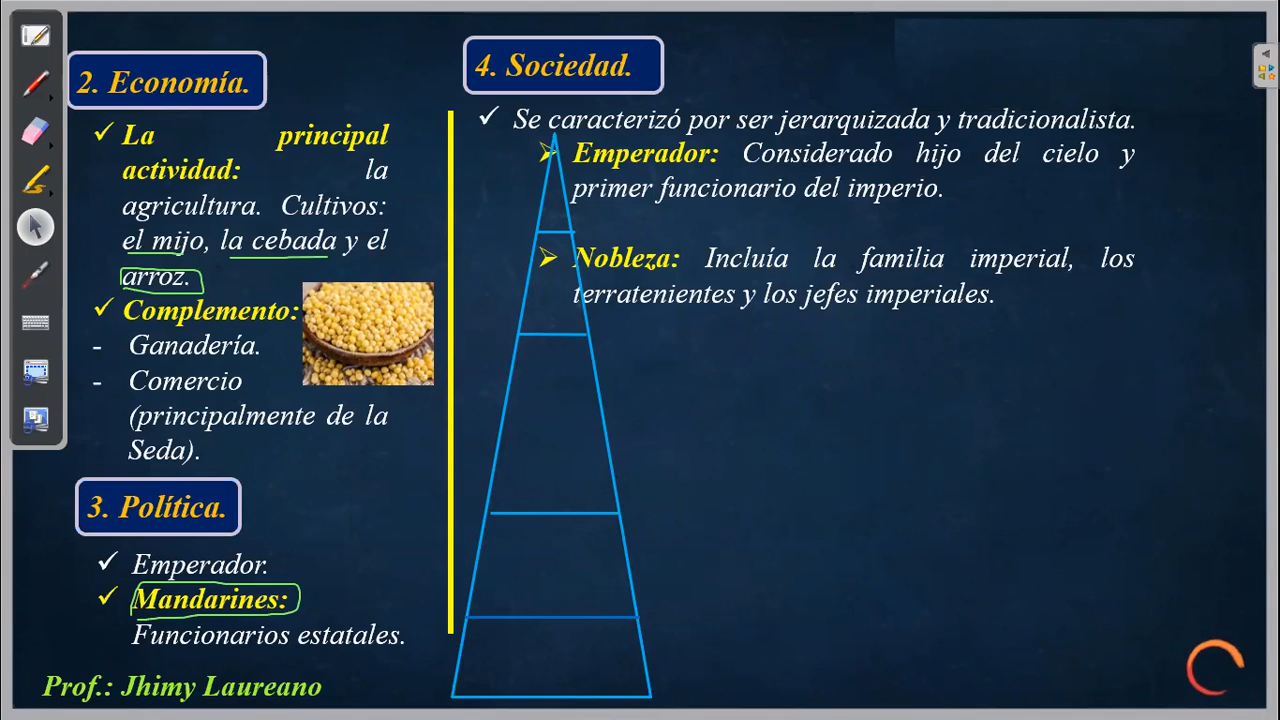 2. Economía.
✓ La principal
actividad: la
agricultura. Cultivos:
el mijo, la cebada y el
arroz.
✓ Complemento:
- Ganadería.
- Comercio
(principalmente de la
Seda).
3. Política.
✓ Emperador.
✓ Mandarines:
Funcionarios estatales.
Prof.: Jhimy Laureano
4. Sociedad.
✓ Se caracterizó por ser jerarquizada y tradicionalista.
➢ Emperador: Considerado hijo del cielo y
primer funcionario del imperio.
➢ Nobleza: Incluía la familia imperial, los
terratenientes y los jefes imperiales.